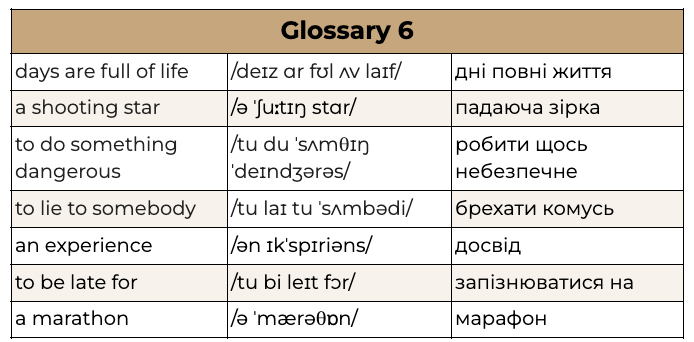 Glossary 6
days are full of life /deɪz ɑr fʊl ʌv laɪf/ дні повні життя
a shooting star /ə ˈʃuːtɪŋ stɑr/ падаюча зірка
to do something /tu du ˈsʌmθɪŋ робити щось
dangerous ˈdeɪndʒərəs/ небезпечне
to lie to somebody /tu laɪ tu ˈsʌmbədi/ брехати комусь
an experience /ən ɪkˈspɪriəns/ досвід
to be late for /tu bi leɪt fɔr/ запізнюватися на
a marathon /ə ˈmærəθɒn/ марафон